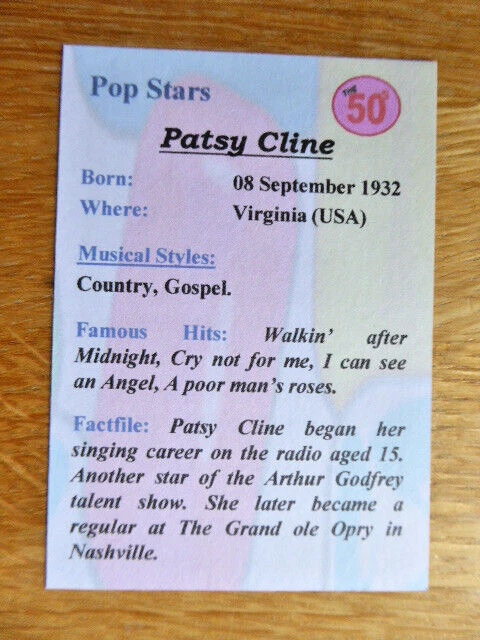 Pop Stars
THE 50s
Patsy Cline
Born: 08 September 1932
Where: Virginia (USA)
Musical Styles:
Country, Gospel.
Famous Hits: Walkin' after
Midnight, Cry not for me, I can see
an Angel, A poor man's roses.
Factfile: Patsy Cline began her
singing career on the radio aged 15.
Another star of the Arthur Godfrey
talent show. She later became a
regular at The Grand ole Opry in
Nashville.